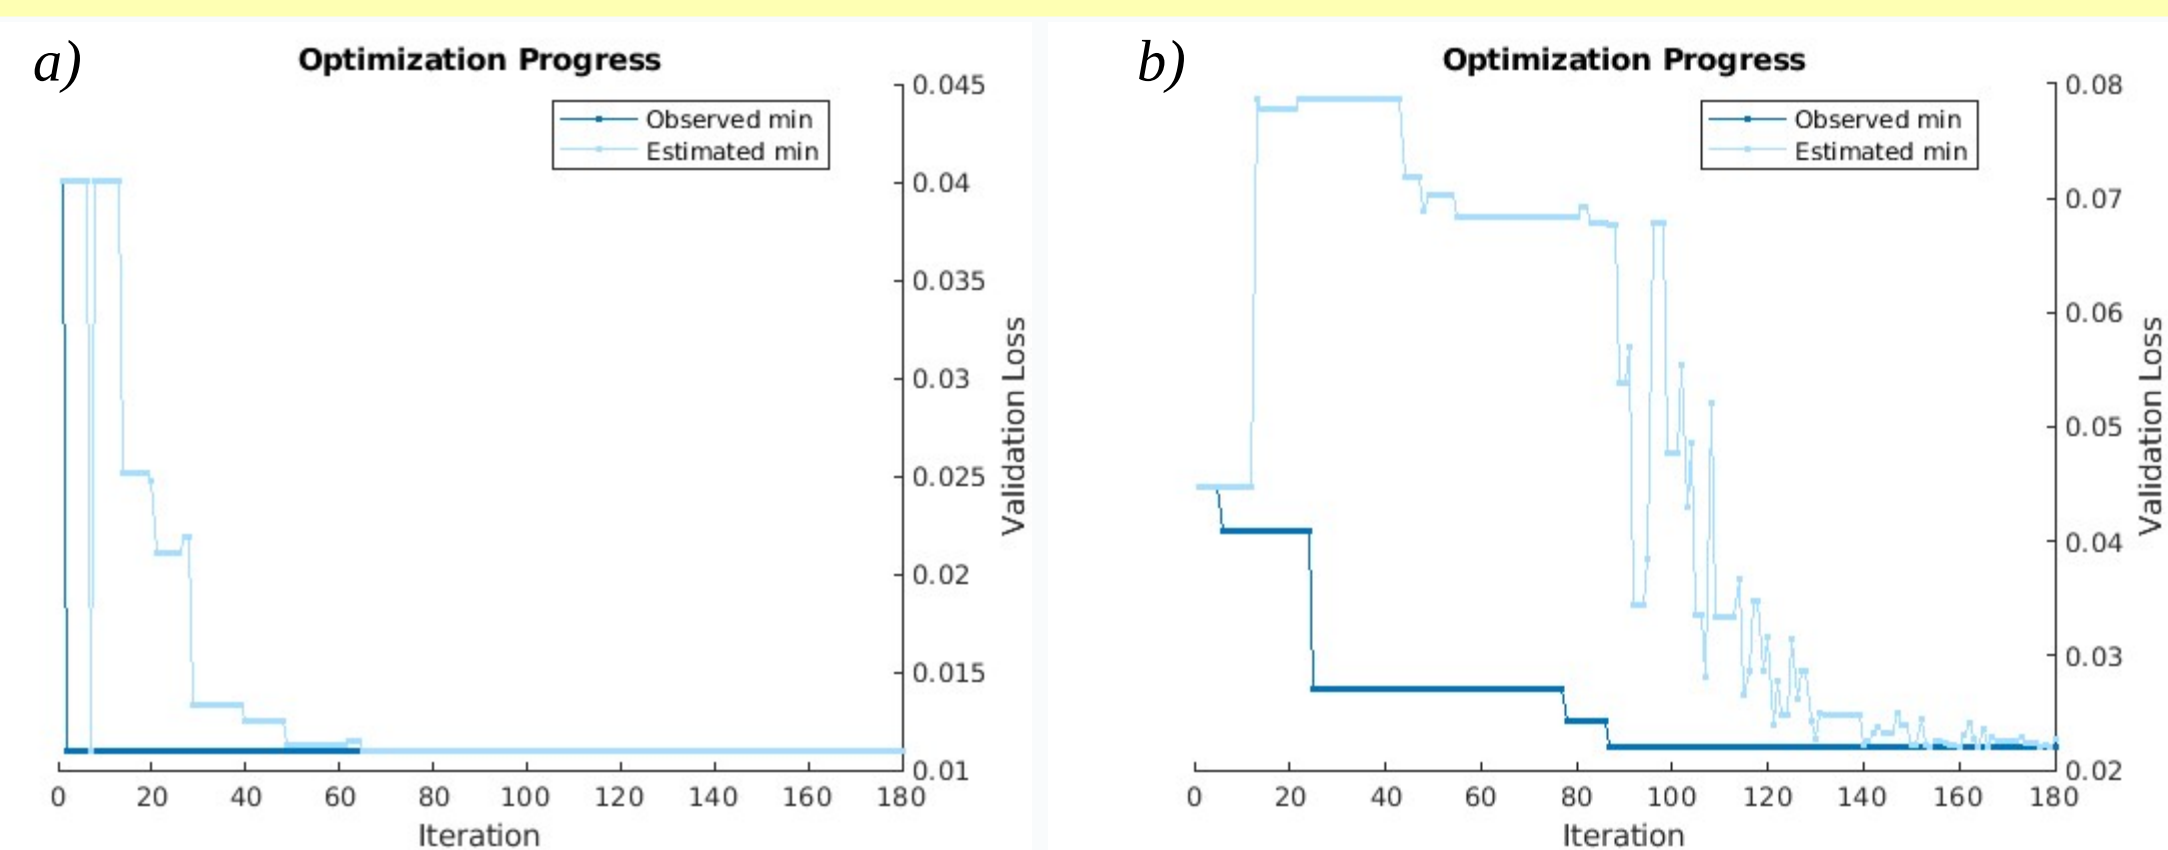 a)
Optimization Progress
Observed min
Estimated min
0.045
0.04
0.035
0.03
0.025
0.02
0.015
0.01
Validation Loss
0 20 40 60 80 100 120 140 160 180
Iteration
b)
Optimization Progress
Observed min
Estimated min
0.08
0.07
0.06
0.05
0.04
0.03
0.02
Validation Loss
0 20 40 60 80 100 120 140 160 180
Iteration